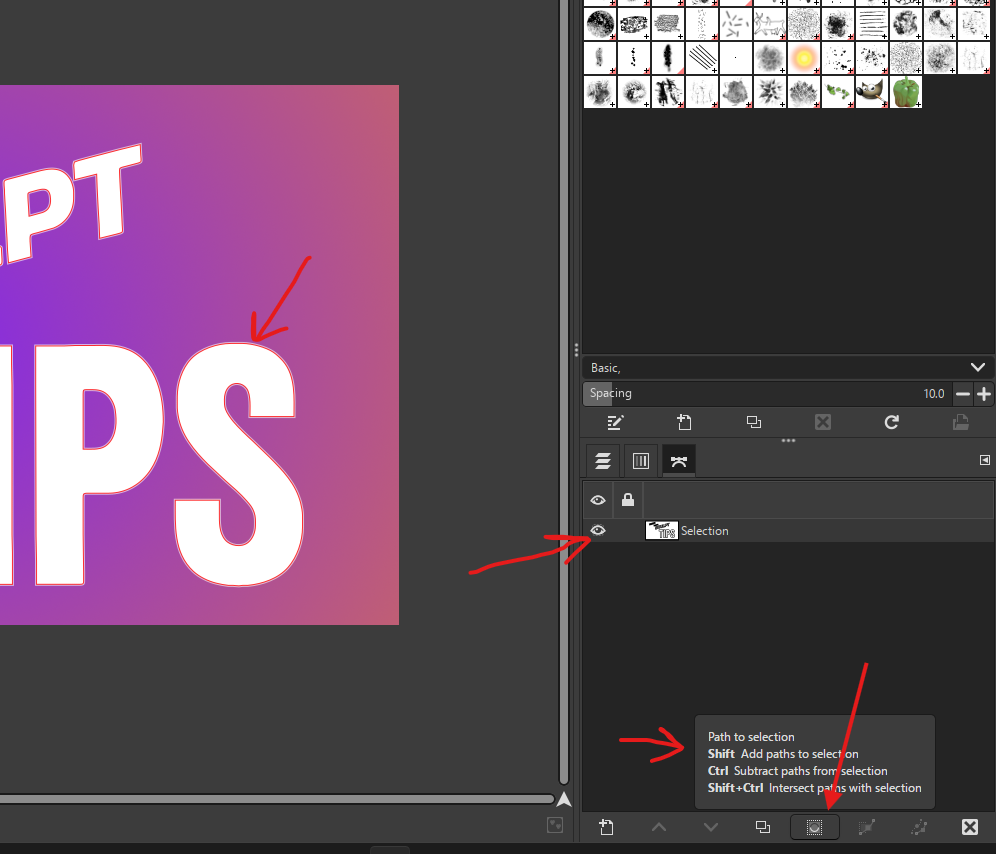 PT
IPS
Basic,
Spacing 10.0
Selection
Path to selection
Shift Add paths to selection
Ctrl Subtract paths from selection
Shift+Ctrl Intersect paths with selection